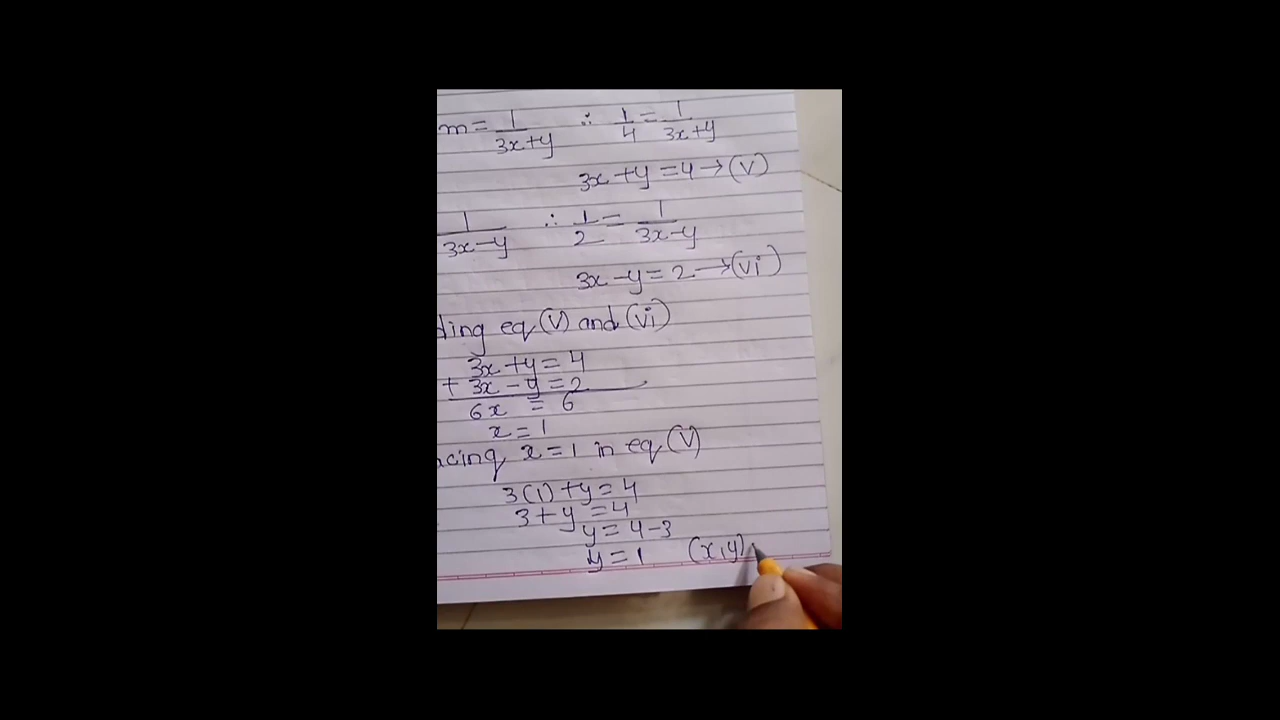 m = 1/(3x+y) ∴ 1/4 = 1/(3x+y)
3x + y = 4 → (V)
1/(3x-y) ∴ 1/2 = 1/(3x-y)
3x - y = 2 → (Vi)
ding eq (V) and (Vi)
3x + y = 4
+ 3x - y = 2
6x = 6
x = 1
acing x = 1 in eq (V)
3(1) + y = 4
3 + y = 4
y = 4-3
y = 1 (x,y)